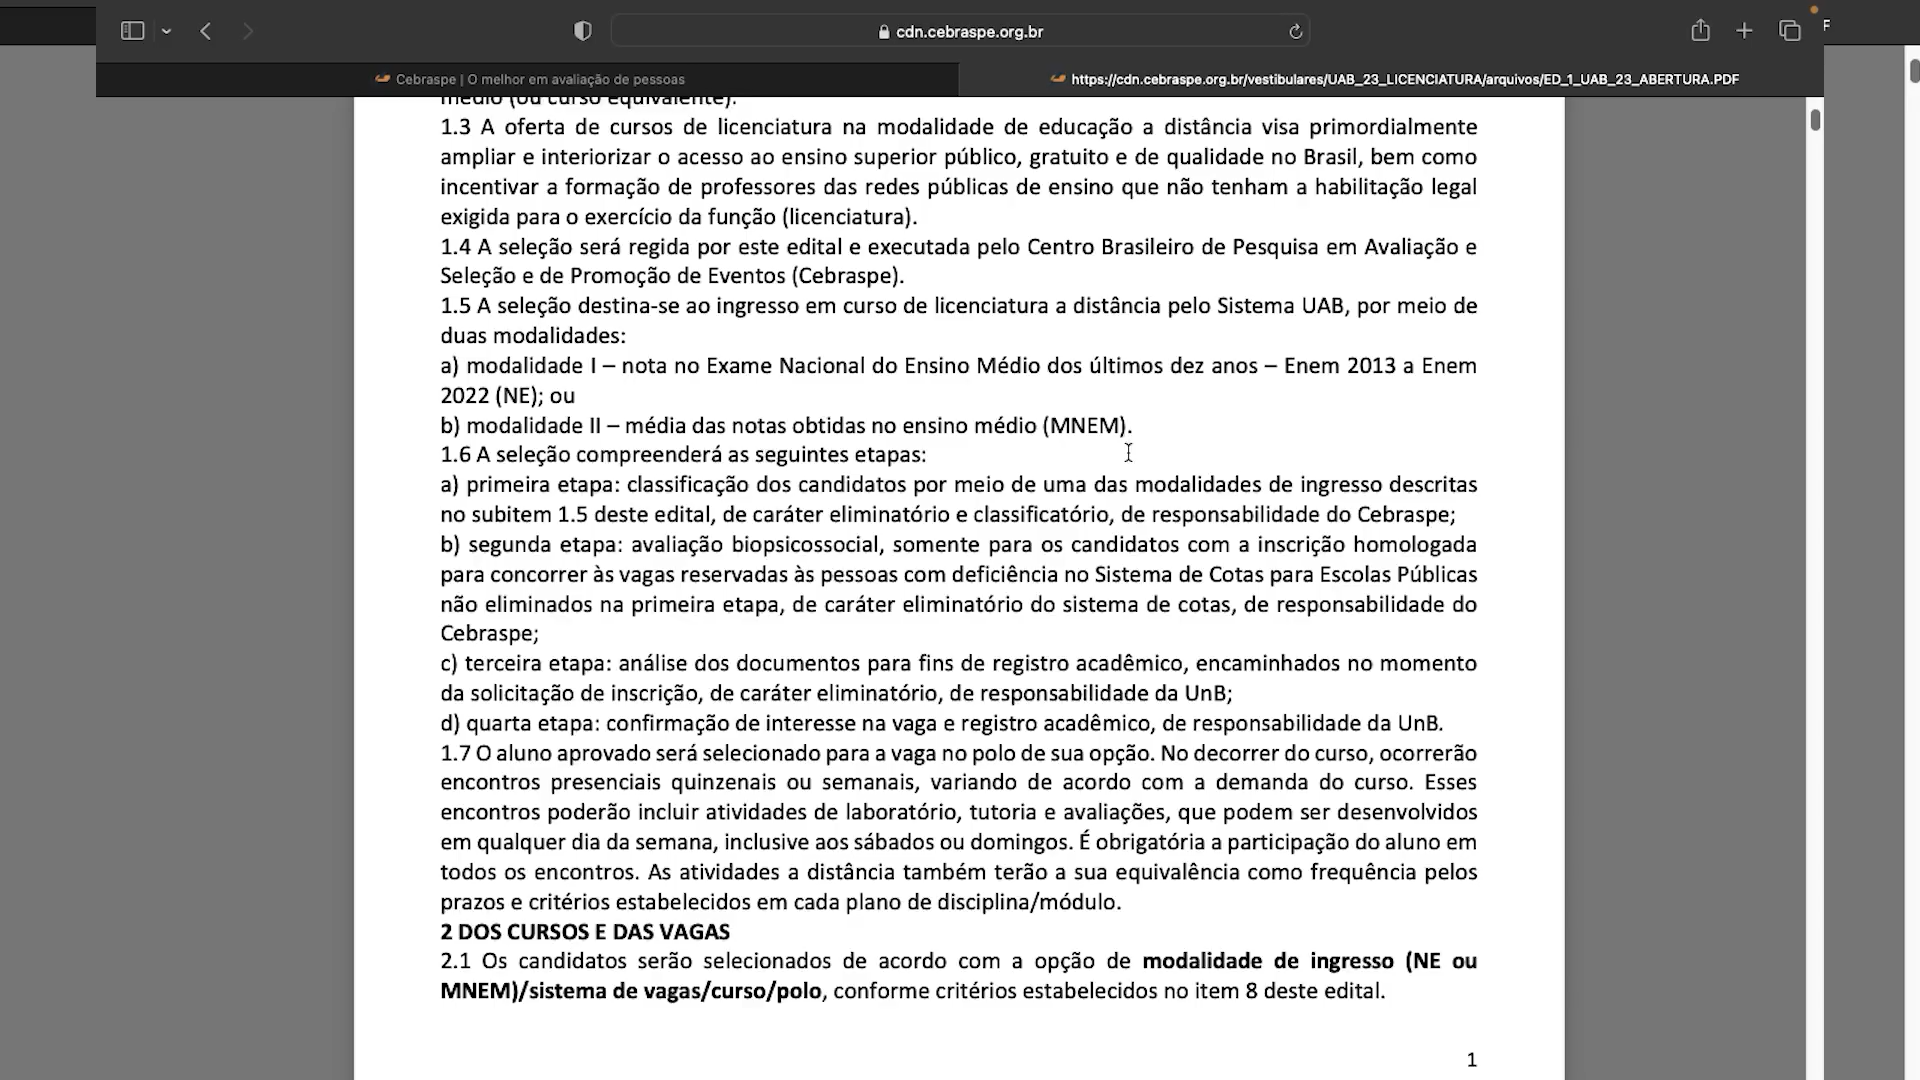 F
cdn.cebraspe.org.br
Cebraspe | O melhor em avaliação de pessoas
https://cdn.cebraspe.org.br/vestibulares/UAB_23_LICENCIATURA/arquivos/ED_1_UAB_23_ABERTURA.PDF
médio (ou curso equivalente).
1.3 A oferta de cursos de licenciatura na modalidade de educação a distância visa primordialmente
ampliar e interiorizar o acesso ao ensino superior público, gratuito e de qualidade no Brasil, bem como
incentivar a formação de professores das redes públicas de ensino que não tenham a habilitação legal
exigida para o exercício da função (licenciatura).
1.4 A seleção será regida por este edital e executada pelo Centro Brasileiro de Pesquisa em Avaliação e
Seleção e de Promoção de Eventos (Cebraspe).
1.5 A seleção destina-se ao ingresso em curso de licenciatura a distância pelo Sistema UAB, por meio de
duas modalidades:
a) modalidade I – nota no Exame Nacional do Ensino Médio dos últimos dez anos – Enem 2013 a Enem
2022 (NE); ou
b) modalidade II – média das notas obtidas no ensino médio (MNEM).
1.6 A seleção compreenderá as seguintes etapas:
a) primeira etapa: classificação dos candidatos por meio de uma das modalidades de ingresso descritas
no subitem 1.5 deste edital, de caráter eliminatório e classificatório, de responsabilidade do Cebraspe;
b) segunda etapa: avaliação biopsicossocial, somente para os candidatos com a inscrição homologada
para concorrer às vagas reservadas às pessoas com deficiência no Sistema de Cotas para Escolas Públicas
não eliminados na primeira etapa, de caráter eliminatório do sistema de cotas, de responsabilidade do
Cebraspe;
c) terceira etapa: análise dos documentos para fins de registro acadêmico, encaminhados no momento
da solicitação de inscrição, de caráter eliminatório, de responsabilidade da UnB;
d) quarta etapa: confirmação de interesse na vaga e registro acadêmico, de responsabilidade da UnB.
1.7 O aluno aprovado será selecionado para a vaga no polo de sua opção. No decorrer do curso, ocorrerão
encontros presenciais quinzenais ou semanais, variando de acordo com a demanda do curso. Esses
encontros poderão incluir atividades de laboratório, tutoria e avaliações, que podem ser desenvolvidos
em qualquer dia da semana, inclusive aos sábados ou domingos. É obrigatória a participação do aluno em
todos os encontros. As atividades a distância também terão a sua equivalência como frequência pelos
prazos e critérios estabelecidos em cada plano de disciplina/módulo.
2 DOS CURSOS E DAS VAGAS
2.1 Os candidatos serão selecionados de acordo com a opção de modalidade de ingresso (NE ou
MNEM)/sistema de vagas/curso/polo, conforme critérios estabelecidos no item 8 deste edital.
1